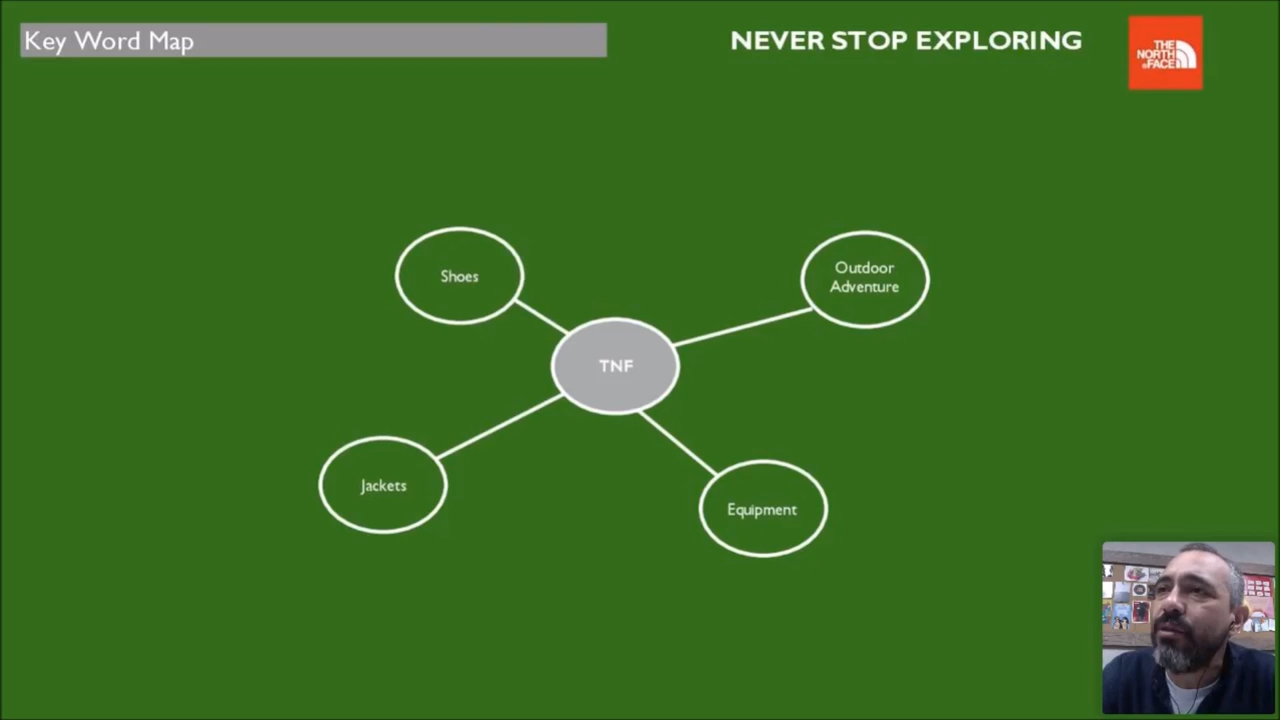 Key Word Map
NEVER STOP EXPLORING
THE
NORTH
FACE
Shoes
Outdoor
Adventure
TNF
Jackets
Equipment